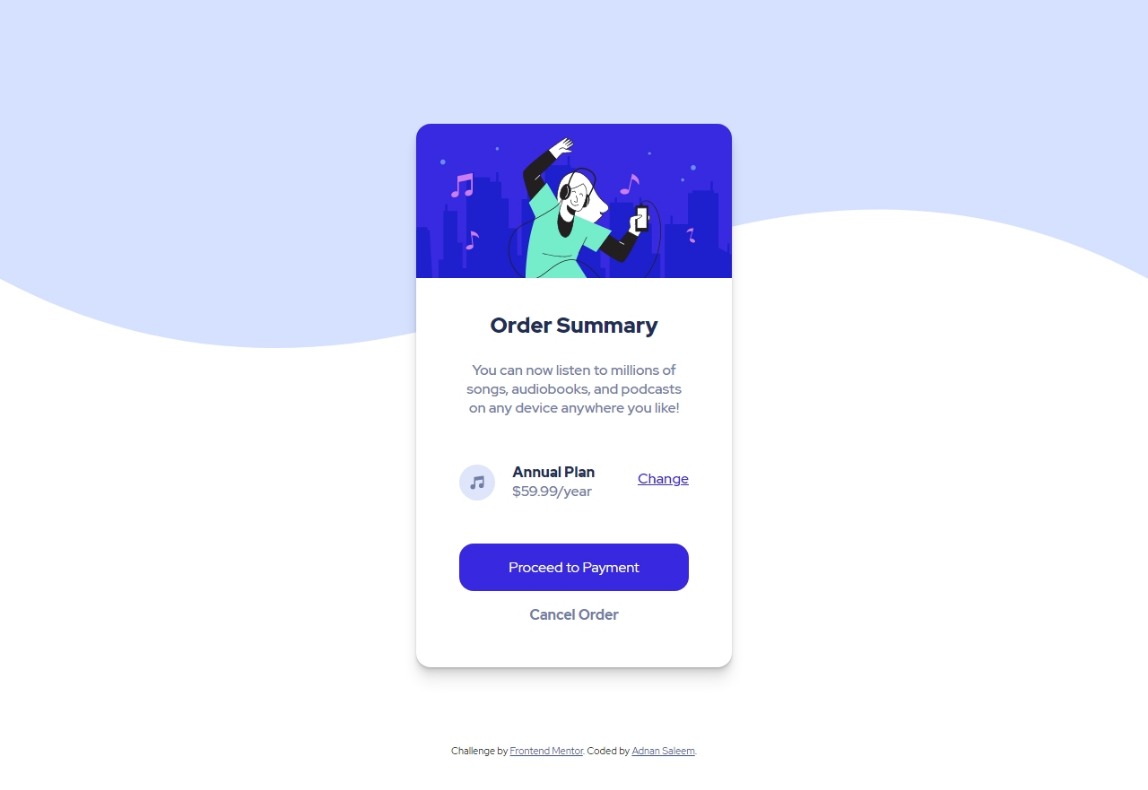 Order Summary
You can now listen to millions of
songs, audiobooks, and podcasts
on any device anywhere you like!
Annual Plan
$59.99/year
Change
Proceed to Payment
Cancel Order
Challenge by Frontend Mentor. Coded by Adnan Saleem.